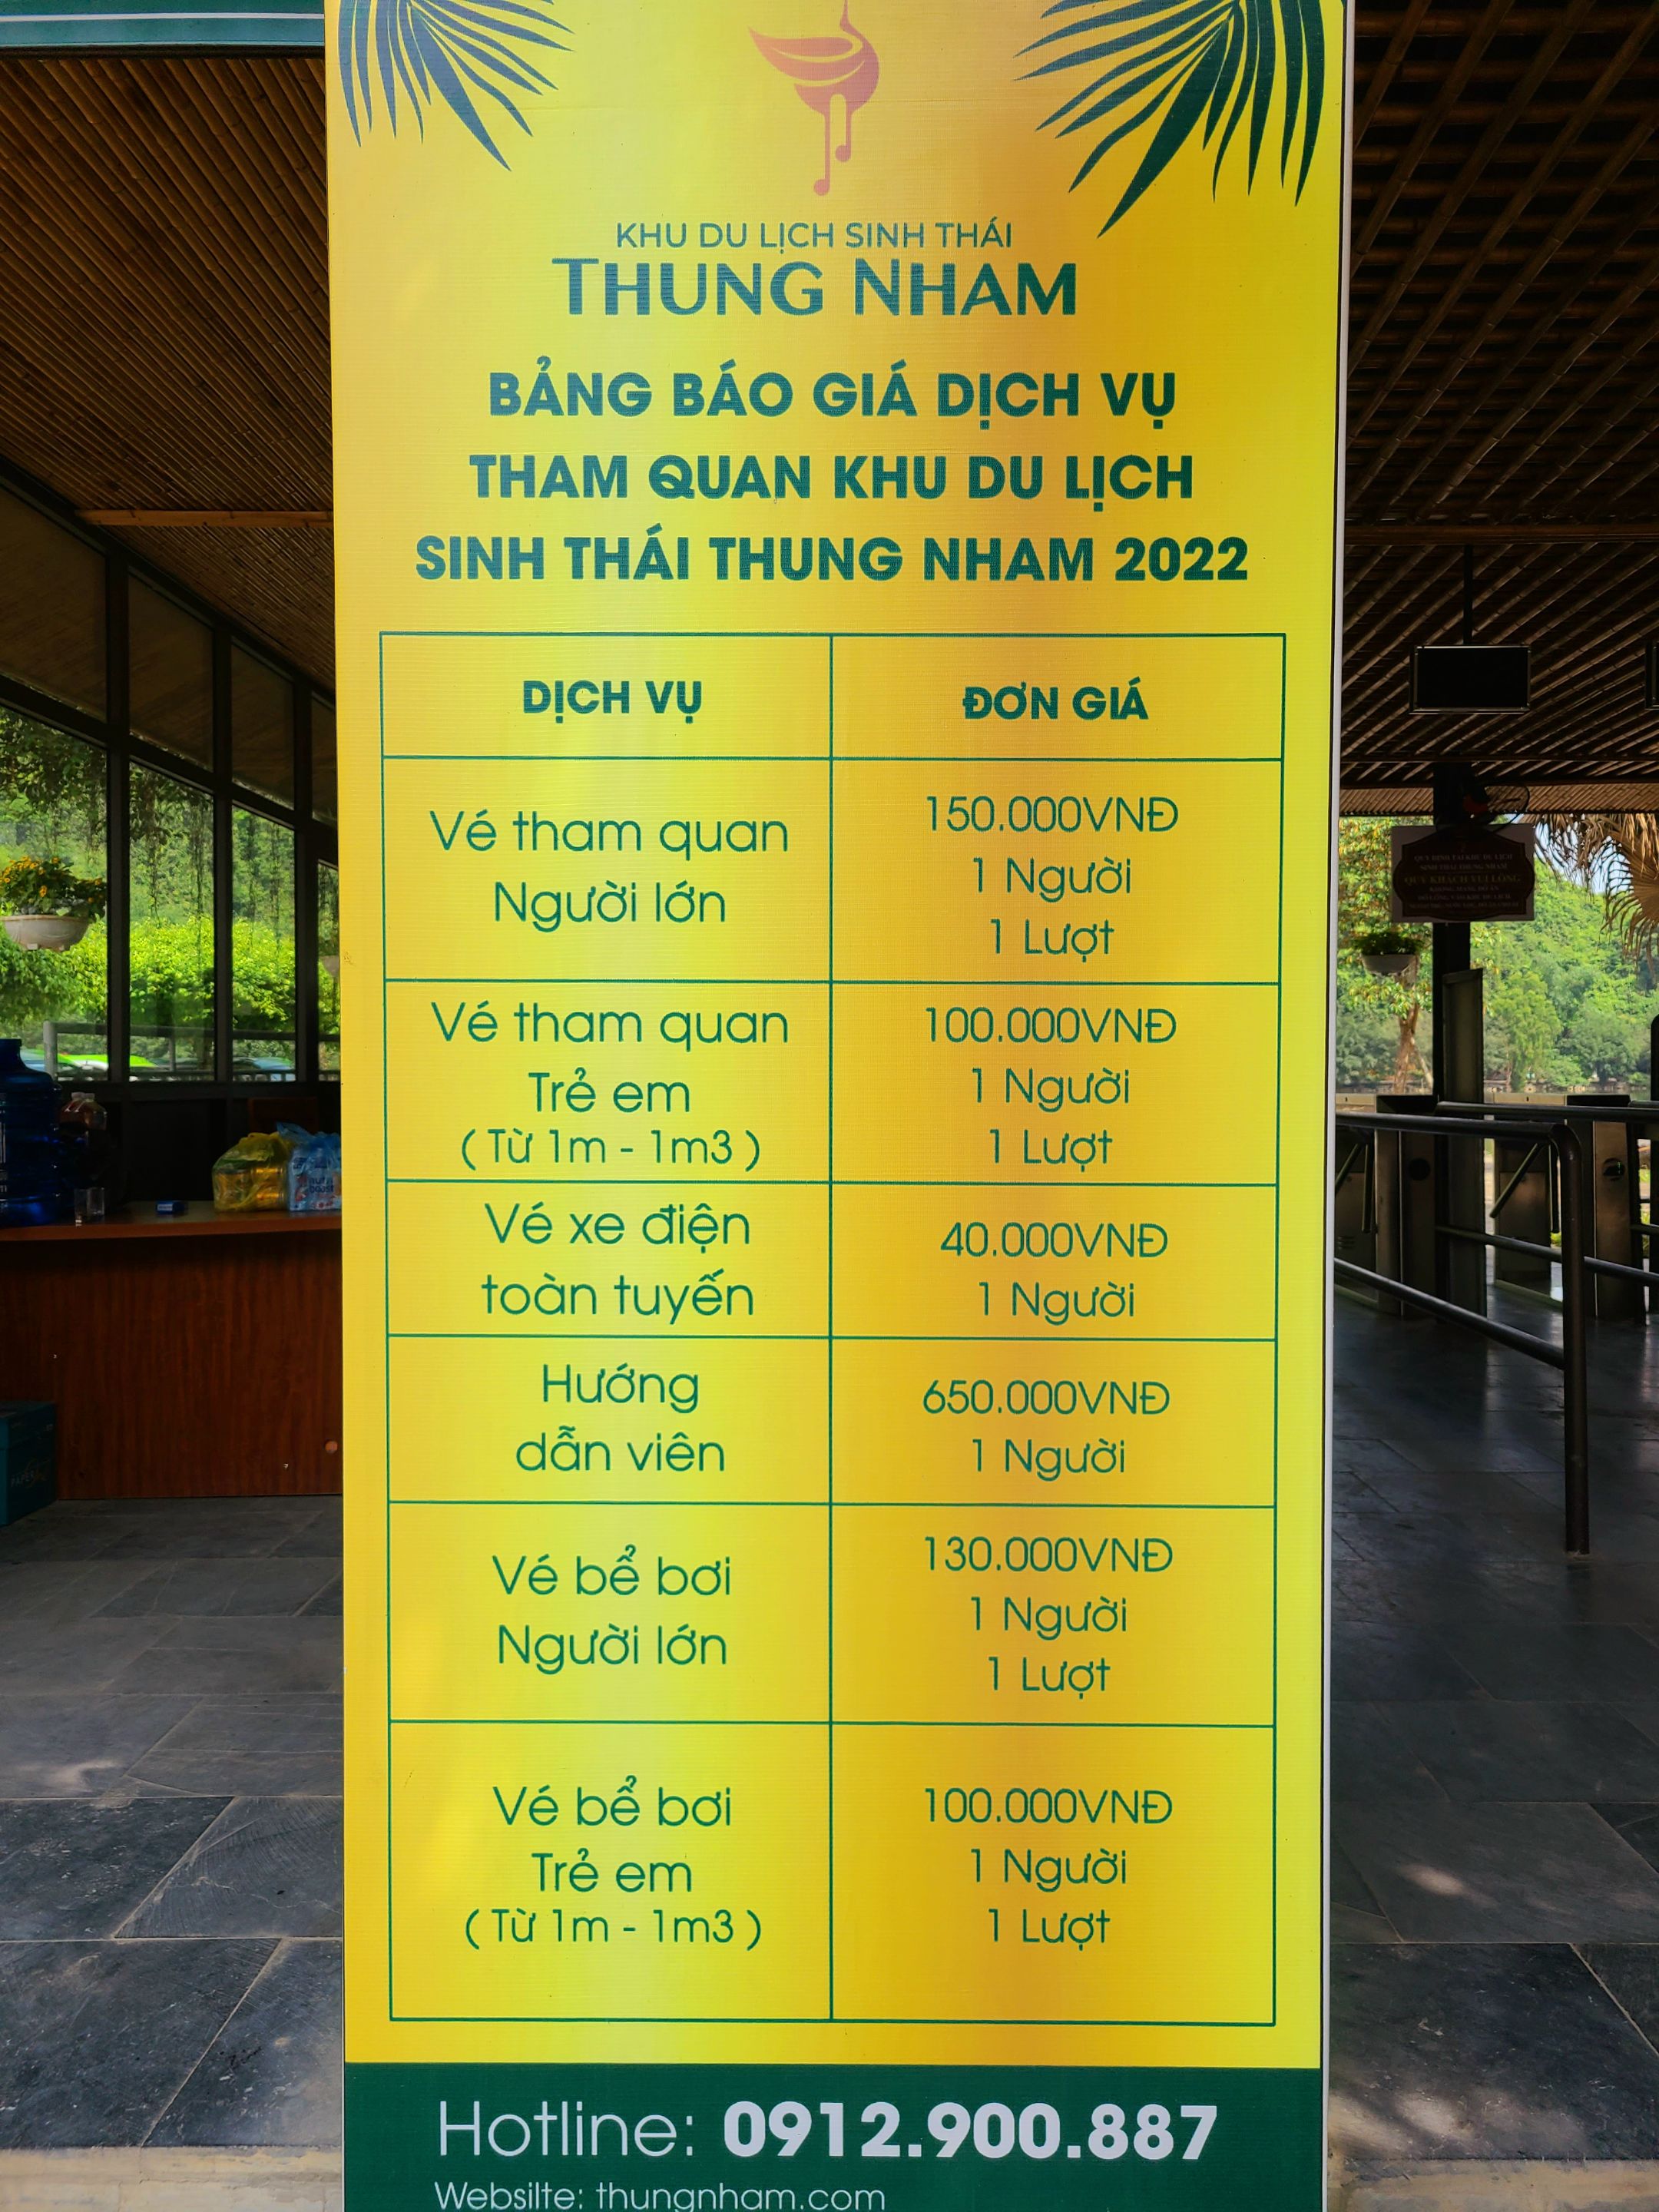 KHU DU LỊCH SINH THÁI
THUNG NHAM
BẢNG BÁO GIÁ DỊCH VỤ
THAM QUAN KHU DU LỊCH
SINH THÁI THUNG NHAM 2022
DỊCH VỤ
ĐƠN GIÁ
Vé tham quan
Người lớn
150.000VNĐ
1 Người
1 Lượt
Vé tham quan
Trẻ em
( Từ 1m - 1m3 )
100.000VNĐ
1 Người
1 Lượt
Vé xe điện
toàn tuyến
40.000VNĐ
1 Người
Hướng
dẫn viên
650.000VNĐ
1 Người
Vé bể bơi
Người lớn
130.000VNĐ
1 Người
1 Lượt
Vé bể bơi
Trẻ em
( Từ 1m - 1m3 )
100.000VNĐ
1 Người
1 Lượt
Hotline: 0912.900.887
Websilte: thungnham.com
QUÝ KHÁCH VUI LÒNG